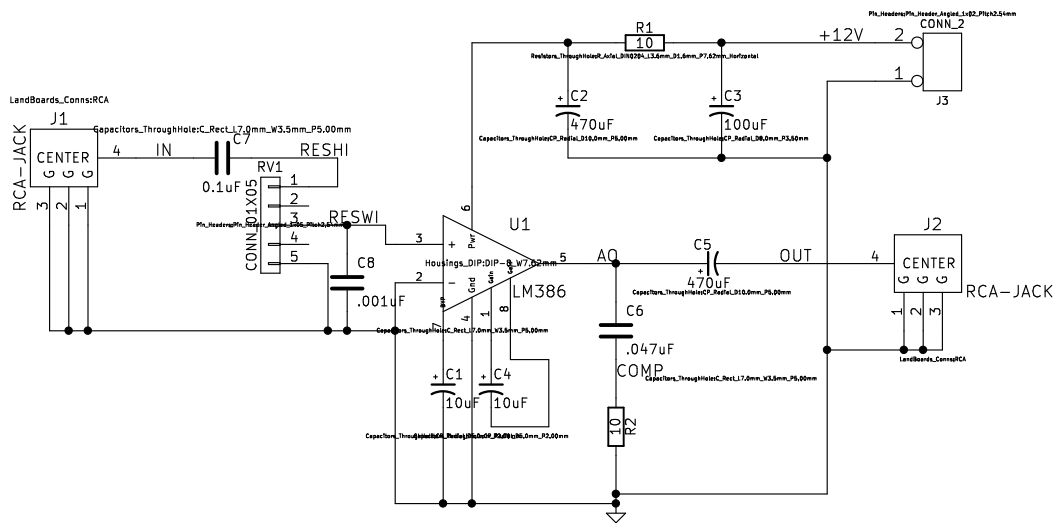 Pin_Headers:Pin_Header_Angled_1x02_Pitch2.54mm
CONN_2
R1
10
+12V
2
1
J3
Resistors_ThroughHole:R_Axial_DIN0204_L3.6mm_D1.6mm_P7.62mm_Horizontal
LandBoards_Conns:RCA
J1
RCA-JACK
CENTER
G G G
3 2 1
4
IN
Capacitors_ThroughHole:C_Rect_L7.0mm_W3.5mm_P5.00mm
C7
0.1uF
RESHI
RV1
CONN_01X05
1
2
3
4
5
RESWI
C2
470uF
Capacitors_ThroughHole:CP_Radial_D10.0mm_P5.00mm
C3
100uF
Capacitors_ThroughHole:CP_Radial_D8.0mm_P3.50mm
C8
.001uF
Capacitors_ThroughHole:C_Rect_L7.0mm_W3.5mm_P5.00mm
6
Pwr
U1
3
+
2
-
Housings_DIP:DIP-8_W7.62mm
LM386
Gnd
Gain
BYP
7
4
1
8
5
AO
C5
470uF
Capacitors_ThroughHole:CP_Radial_D10.0mm_P5.00mm
OUT
4
J2
CENTER
G G G
1 2 3
RCA-JACK
LandBoards_Conns:RCA
C6
.047uF
COMP
Capacitors_ThroughHole:C_Rect_L7.0mm_W3.5mm_P5.00mm
C1
10uF
C4
10uF
10
R2